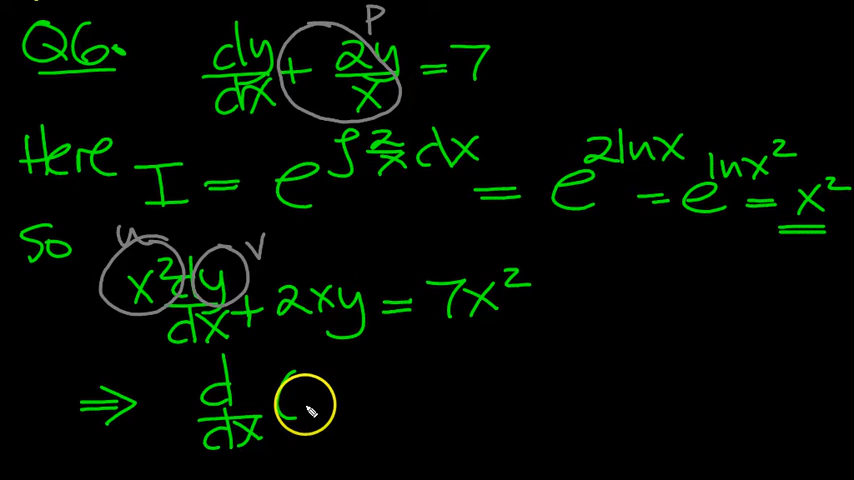 P
Q6. dy/dx + 2y/x = 7
Here I = e^∫ 2/x dx = e^2lnx = e^lnx² = x²
So
u v
x² dy/dx + 2xy = 7x²
⇒ d/dx (